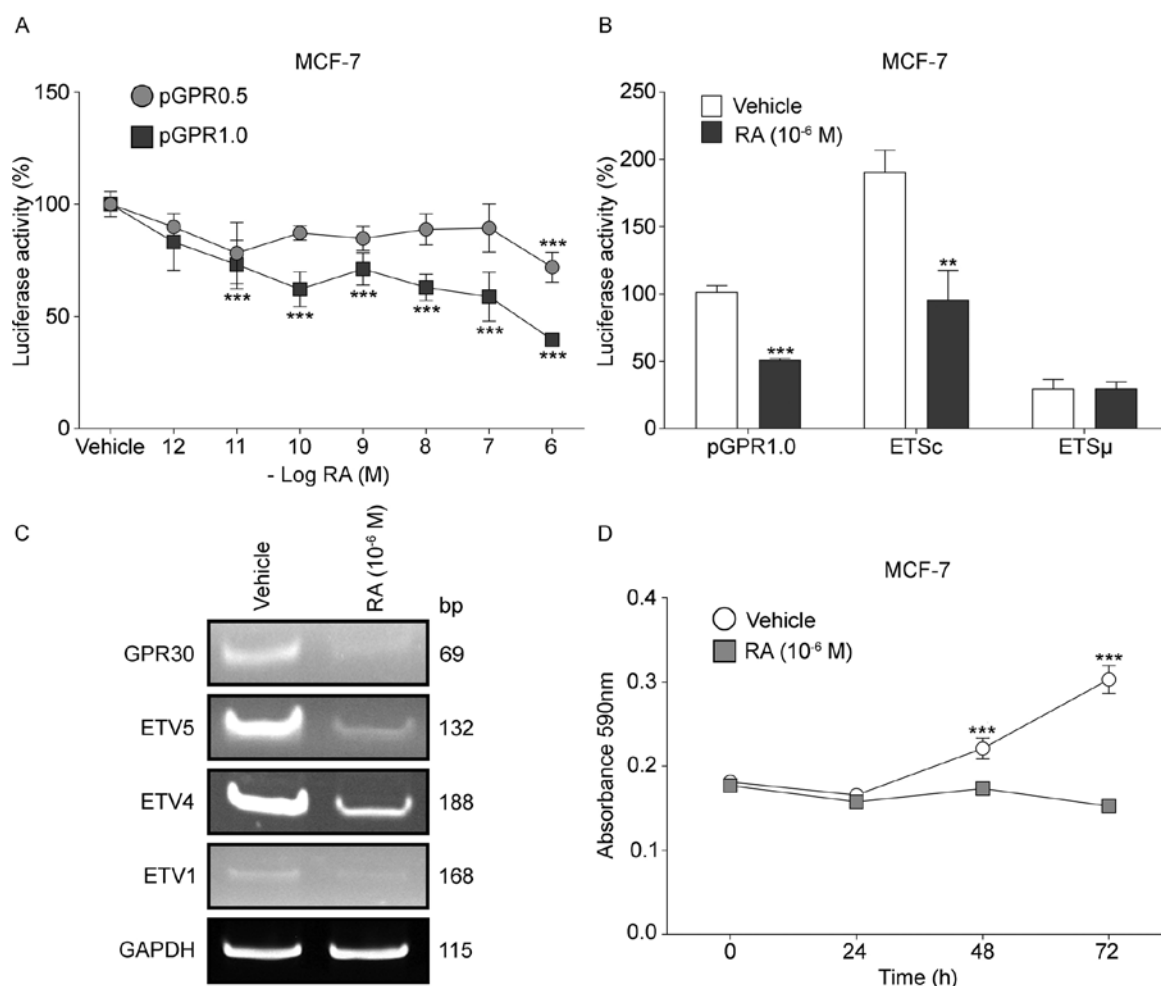 A
MCF-7
Luciferase activity (%)
150
100
50
0
pGPR0.5
pGPR1.0
***
***
***
***
***
***
***
Vehicle 12 11 10 9 8 7 6
- Log RA (M)
B
MCF-7
Luciferase activity (%)
250
200
150
100
50
0
Vehicle
RA (10⁻⁶ M)
***
**
pGPR1.0 ETSc ETSµ
C
Vehicle
RA (10⁻⁶ M)
bp
GPR30 69
ETV5 132
ETV4 188
ETV1 168
GAPDH 115
D
MCF-7
Absorbance 590nm
0.4
0.3
0.2
0.1
0.0
Vehicle
RA (10⁻⁶ M)
***
***
0 24 48 72
Time (h)